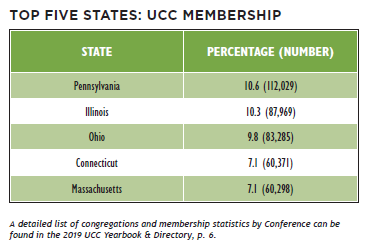 TOP FIVE STATES: UCC MEMBERSHIP
STATE PERCENTAGE (NUMBER)
Pennsylvania 10.6 (112,029)
Illinois 10.3 (87,969)
Ohio 9.8 (83,285)
Connecticut 7.1 (60,371)
Massachusetts 7.1 (60,298)
A detailed list of congregations and membership statistics by Conference can be
found in the 2019 UCC Yearbook & Directory, p. 6.